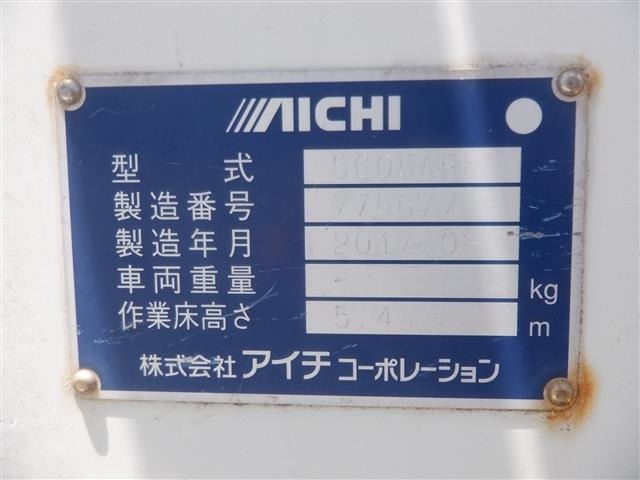 AICHI
型式
製造番号
製造年月 2017
車両重量 - kg
作業床高さ 5.4 m
株式会社 アイチ コーポレーション